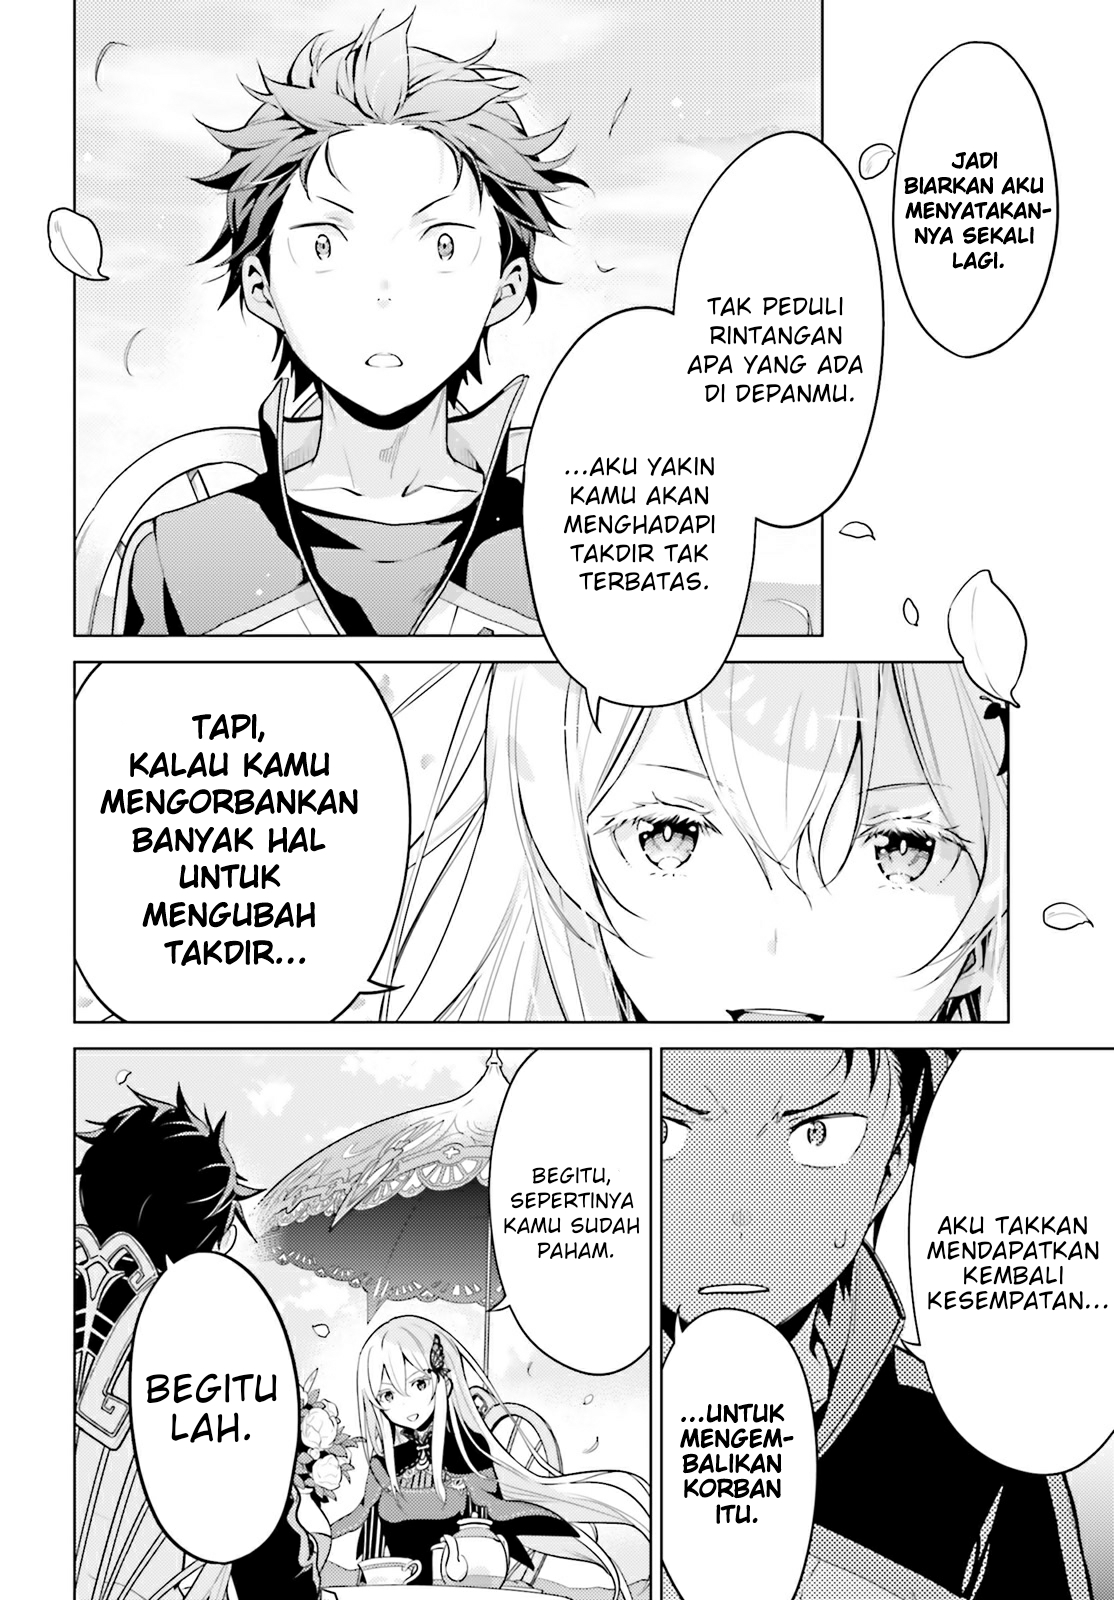 JADI
BIARKAN AKU
MENYATAKAN-
NYA SEKALI
LAGI.
TAK PEDULI
RINTANGAN
APA YANG ADA
DI DEPANMU.
...AKU YAKIN
KAMU AKAN
MENGHADAPI
TAKDIR TAK
TERBATAS.
TAPI,
KALAU KAMU
MENGORBANKAN
BANYAK HAL
UNTUK
MENGUBAH
TAKDIR...
AKU TAKKAN
MENDAPATKAN
KEMBALI
KESEMPATAN...
...UNTUK
MENGEM-
BALIKAN
KORBAN
ITU.
BEGITU,
SEPERTINYA
KAMU SUDAH
PAHAM.
BEGITU
LAH.